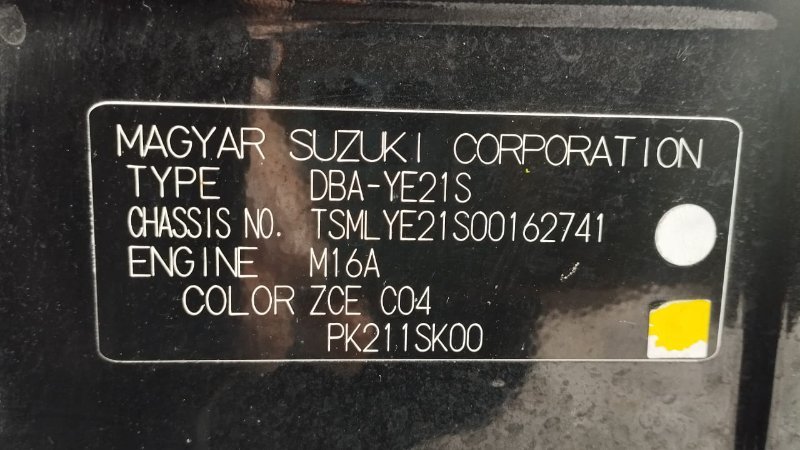 MAGYAR SUZUKI CORPORATION
TYPE DBA-YE21S
CHASSIS NO. TSMLYE21S00162741
ENGINE M16A
COLOR ZCE C04
PK211SK00